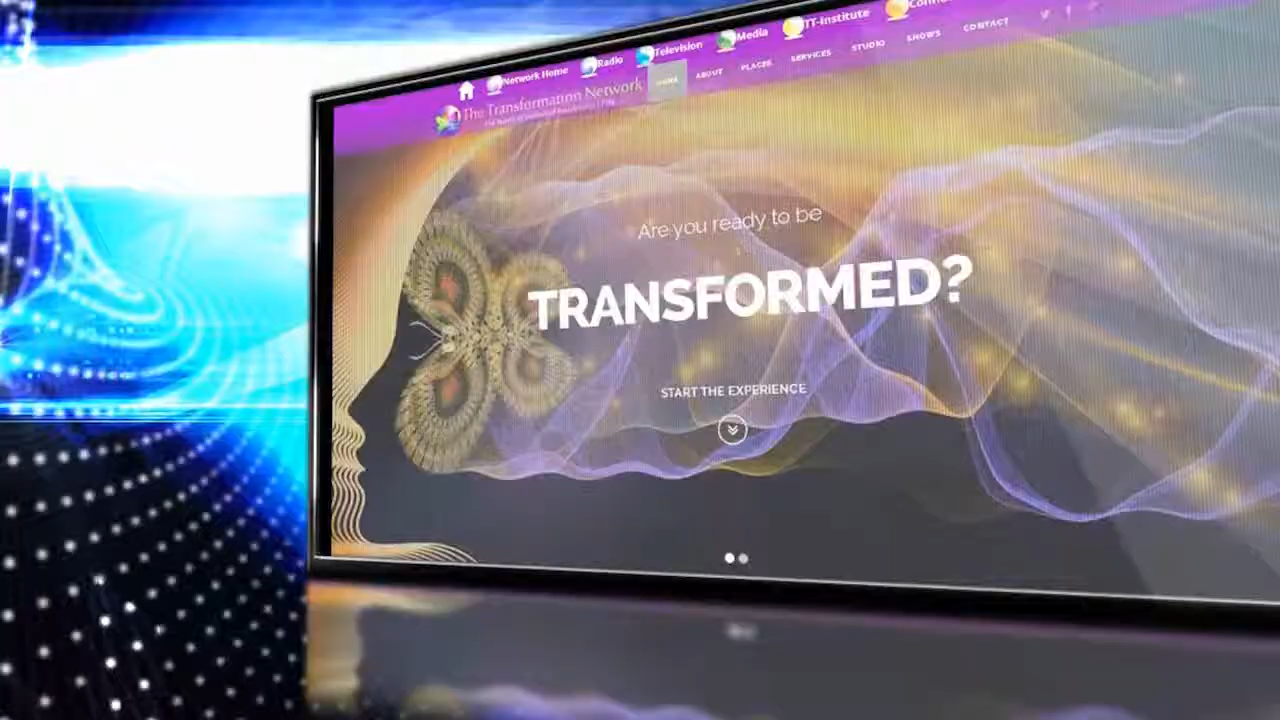 Network Home Radio Television Media TT-Institute
The Transformation Network
HOME ABOUT PLACES SERVICES STUDIO SHOWS CONTACT
Are you ready to be
TRANSFORMED?
START THE EXPERIENCE